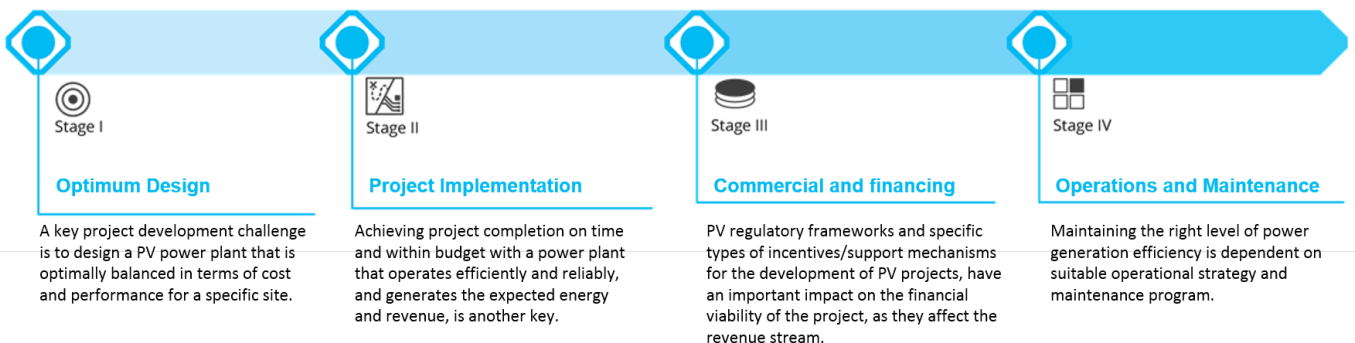 Stage I
Optimum Design
A key project development challenge
is to design a PV power plant that is
optimally balanced in terms of cost
and performance for a specific site.
Stage II
Project Implementation
Achieving project completion on time
and within budget with a power plant
that operates efficiently and reliably,
and generates the expected energy
and revenue, is another key.
Stage III
Commercial and financing
PV regulatory frameworks and specific
types of incentives/support mechanisms
for the development of PV projects, have
an important impact on the financial
viability of the project, as they affect the
revenue stream.
Stage IV
Operations and Maintenance
Maintaining the right level of power
generation efficiency is dependent on
suitable operational strategy and
maintenance program.